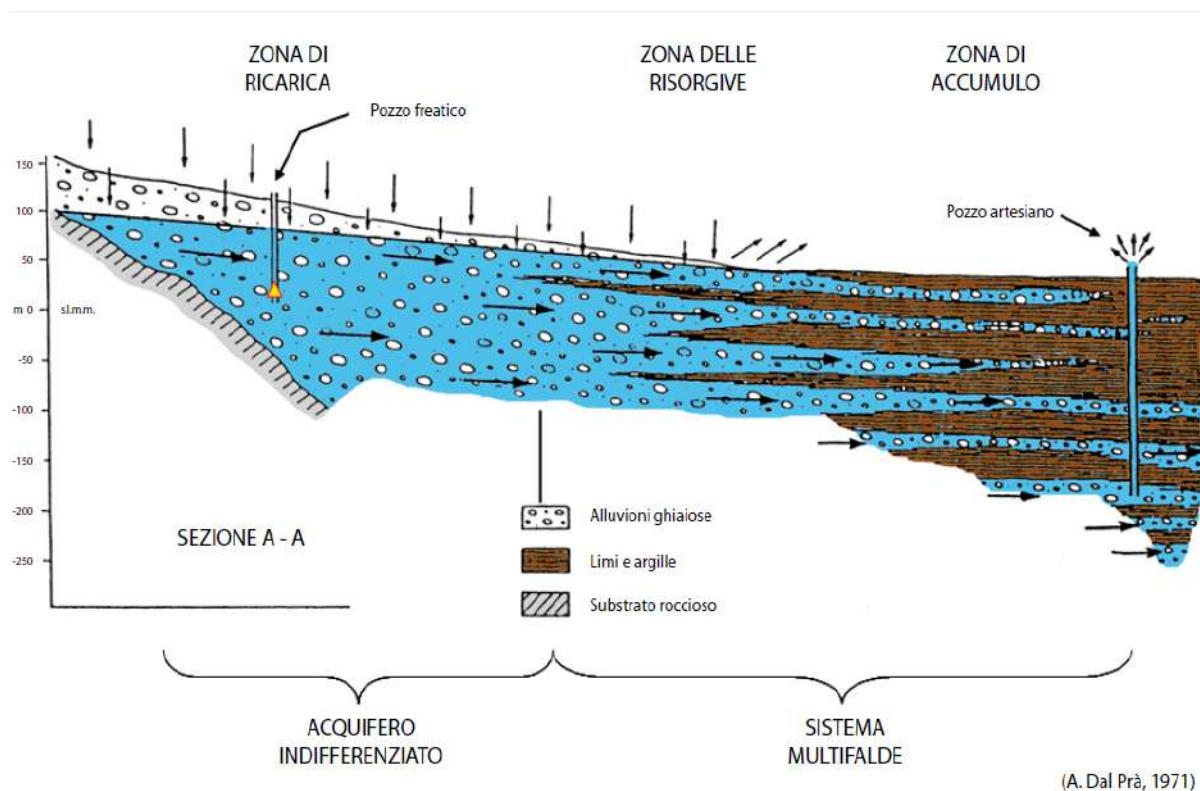 ZONA DI
RICARICA
ZONA DELLE
RISORGIVE
ZONA DI
ACCUMULO
Pozzo freatico
Pozzo artesiano
150
100
50
m 0
s.l.m.m.
-50
-100
-150
-200
-250
SEZIONE A - A
Alluvioni ghiaiose
Limi e argille
Substrato roccioso
ACQUIFERO
INDIFFERENZIATO
SISTEMA
MULTIFALDE
(A. Dal Prà, 1971)